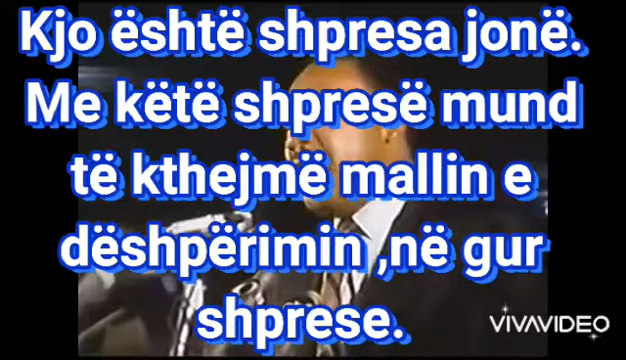 Kjo është shpresa jonë.
Me këtë shpresë mund
të kthejmë mallin e
dëshpërimin ,në gur
shprese.
VIVAVIDEO